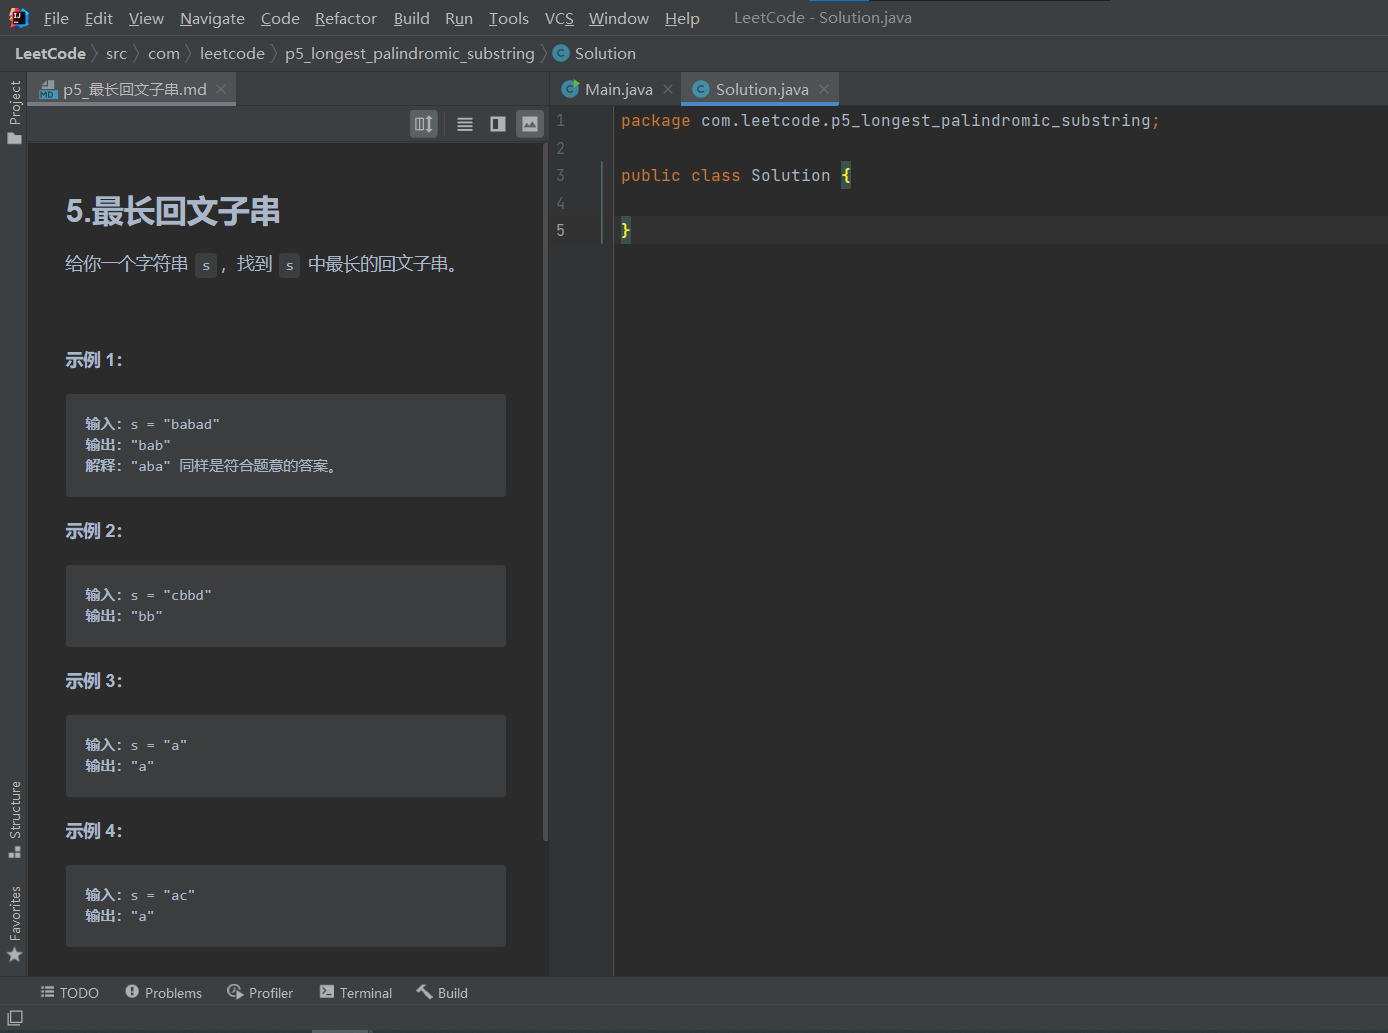 File Edit View Navigate Code Refactor Build Run Tools VCS Window Help LeetCode - Solution.java
LeetCode src com leetcode p5_longest_palindromic_substring Solution
Project
p5_最长回文子串.md
Main.java
Solution.java
5.最长回文子串
给你一个字符串 s，找到 s 中最长的回文子串。
示例 1：
输入：s = "babad"
输出："bab"
解释："aba" 同样是符合题意的答案。
示例 2：
输入：s = "cbbd"
输出："bb"
示例 3：
输入：s = "a"
输出："a"
示例 4：
输入：s = "ac"
输出："a"
1 package com.leetcode.p5_longest_palindromic_substring;
2
3 public class Solution {
4
5 }
Structure
Favorites
TODO Problems Profiler Terminal Build